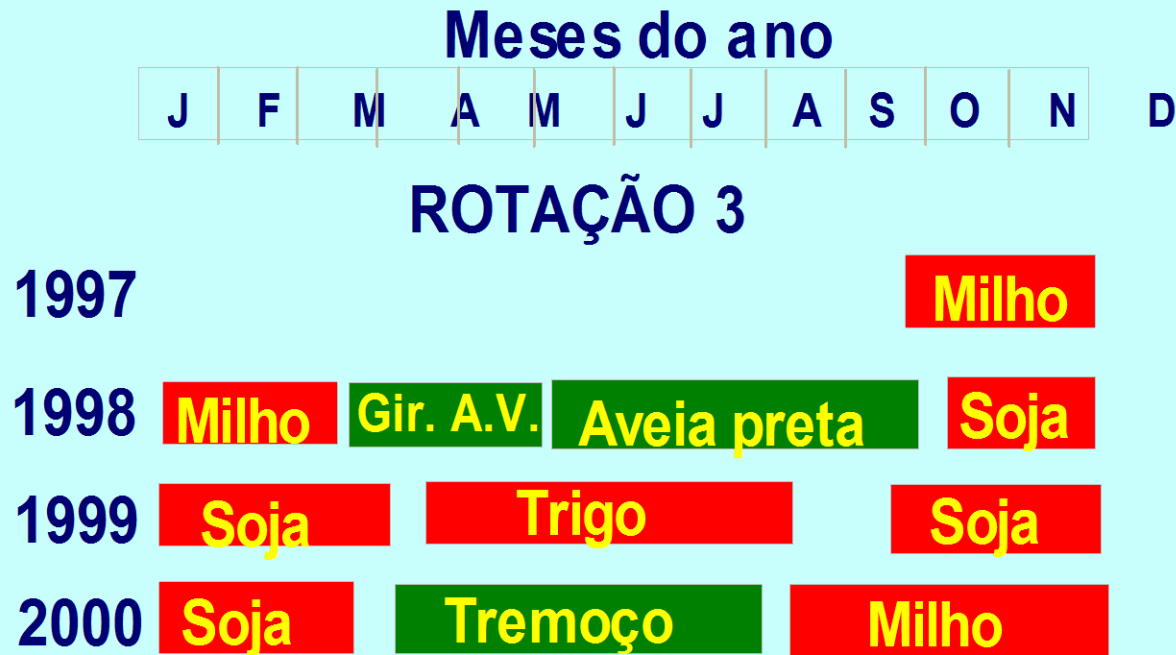 Meses do ano
J F M A M J J A S O N D
ROTAÇÃO 3
1997 Milho
1998 Milho Gir. A.V. Aveia preta Soja
1999 Soja Trigo Soja
2000 Soja Tremoço Milho